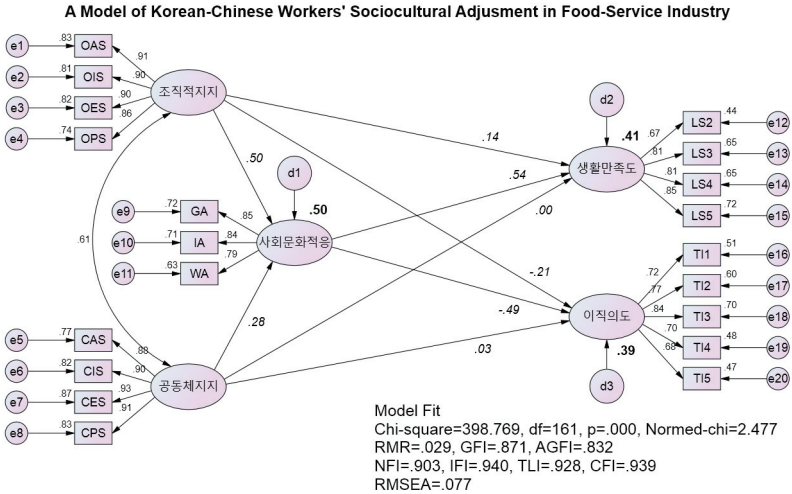 A Model of Korean-Chinese Workers' Sociocultural Adjusment in Food-Service Industry
e1
.83
OAS
.91
e2
.81
OIS
.90
e3
.82
OES
.90
e4
.74
OPS
.86
조직적지지
d2
.41
생활만족도
.67
LS2
.44
e12
.81
LS3
.65
e13
.81
LS4
.65
e14
.85
LS5
.72
e15
.14
.50
.54
.00
d1
.50
사회문화적응
e9
.72
GA
.85
e10
.71
IA
.84
e11
.63
WA
.79
.61
-.21
-.49
.28
.03
이직의도
.39
d3
.72
TI1
.51
e16
.77
TI2
.60
e17
.84
TI3
.70
e18
.70
TI4
.48
e19
.68
TI5
.47
e20
e5
.77
CAS
.88
e6
.82
CIS
.90
e7
.87
CES
.93
e8
.83
CPS
.91
공동체지지
Model Fit
Chi-square=398.769, df=161, p=.000, Normed-chi=2.477
RMR=.029, GFI=.871, AGFI=.832
NFI=.903, IFI=.940, TLI=.928, CFI=.939
RMSEA=.077